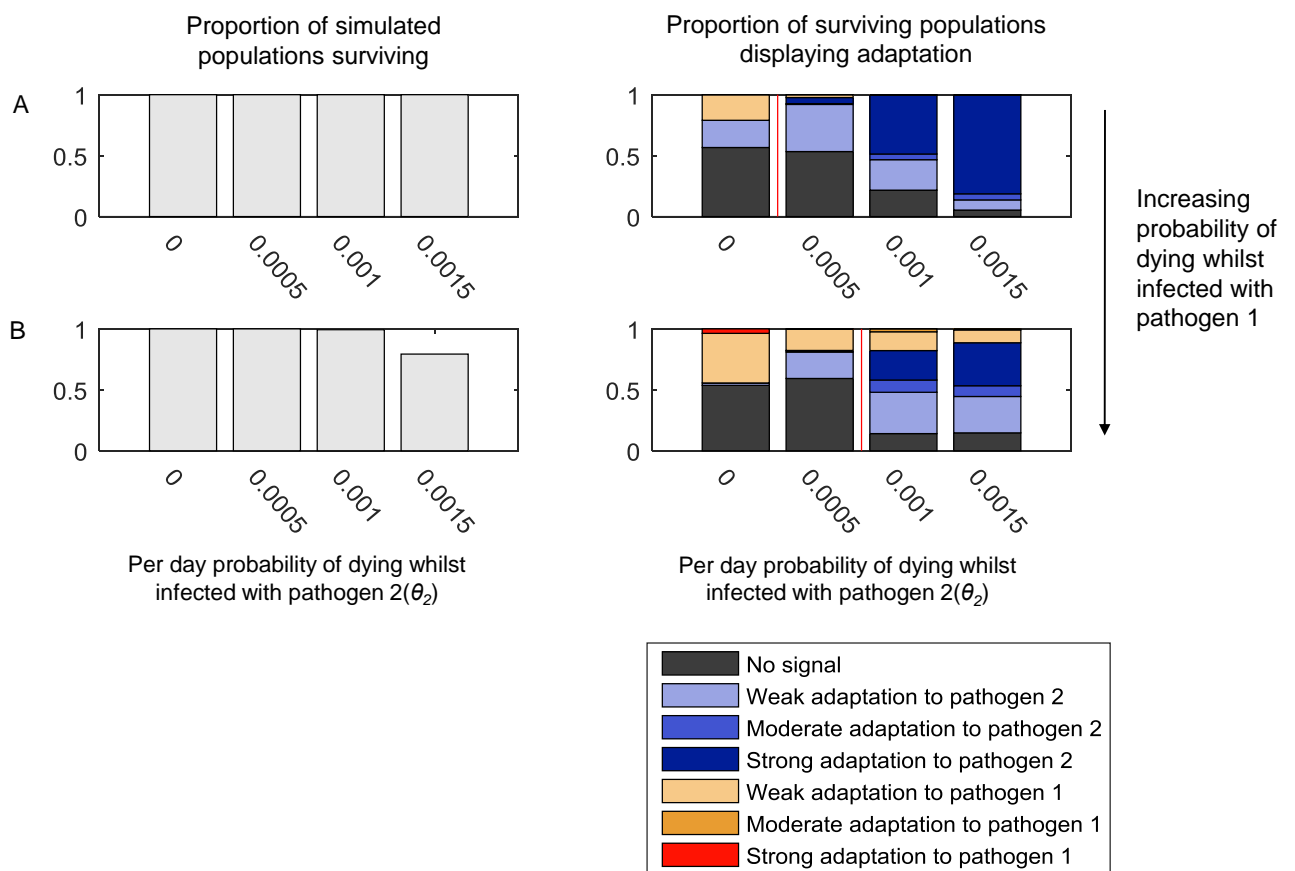 Proportion of simulated
populations surviving
Proportion of surviving populations
displaying adaptation
A
1
0.5
0
0
0.0005
0.001
0.0015
1
0.5
0
0
0.0005
0.001
0.0015
Increasing
probability of
dying whilst
infected with
pathogen 1
B
1
0.5
0
0
0.0005
0.001
0.0015
1
0.5
0
0
0.0005
0.001
0.0015
Per day probability of dying whilst
infected with pathogen 2(θ₂)
Per day probability of dying whilst
infected with pathogen 2(θ₂)
No signal
Weak adaptation to pathogen 2
Moderate adaptation to pathogen 2
Strong adaptation to pathogen 2
Weak adaptation to pathogen 1
Moderate adaptation to pathogen 1
Strong adaptation to pathogen 1